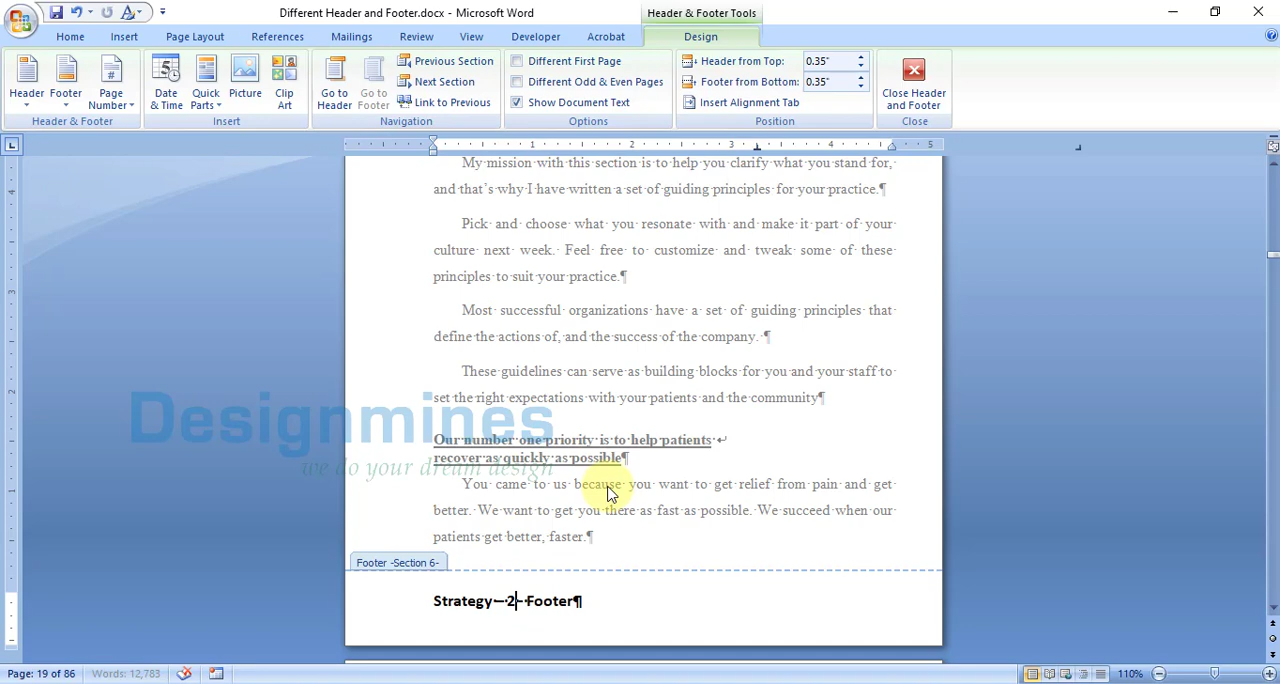 Different Header and Footer.docx - Microsoft Word
Header & Footer Tools
Home Insert Page Layout References Mailings Review View Developer Acrobat Design
Header
Footer
Page Number
Header & Footer
Date & Time
Quick Parts
Picture
Clip Art
Insert
Go to Header
Go to Footer
Previous Section
Next Section
Link to Previous
Navigation
Different First Page
Different Odd & Even Pages
Show Document Text
Options
Header from Top: 0.35"
Footer from Bottom: 0.35"
Insert Alignment Tab
Position
Close Header and Footer
Close
1 2 3 4 5
My mission with this section is to help you clarify what you stand for,
and that's why I have written a set of guiding principles for your practice.¶
Pick and choose what you resonate with and make it part of your
culture next week. Feel free to customize and tweak some of these
principles to suit your practice.¶
Most successful organizations have a set of guiding principles that
define the actions of, and the success of the company. ¶
These guidelines can serve as building blocks for you and your staff to
set the right expectations with your patients and the community¶
Designmines
we do your dream design
Our number one priority is to help patients ↵
recover as quickly as possible¶
You came to us because you want to get relief from pain and get
better. We want to get you there as fast as possible. We succeed when our
patients get better, faster.¶
Footer -Section 6-
Strategy – 2 – Footer¶
Page: 19 of 86 Words: 12,783 110%